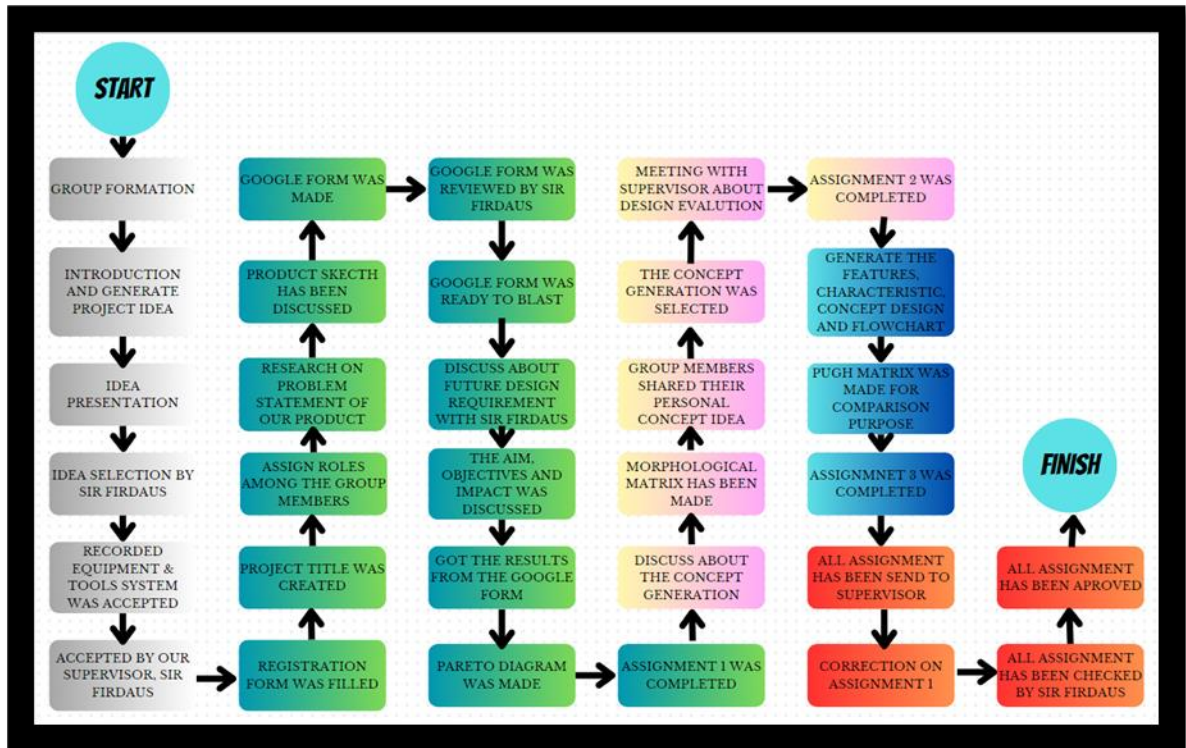 START
GROUP FORMATION
INTRODUCTION
AND GENERATE
PROJECT IDEA
IDEA
PRESENTATION
IDEA SELECTION BY
SIR FIRDAUS
RECORDED
EQUIPMENT &
TOOLS SYSTEM
WAS ACCEPTED
ACCEPTED BY OUR
SUPERVISOR, SIR
FIRDAUS
REGISTRATION
FORM WAS FILLED
PROJECT TITLE WAS
CREATED
ASSIGN ROLES
AMONG THE GROUP
MEMBERS
RESEARCH ON
PROBLEM
STATEMENT OF
OUR PRODUCT
PRODUCT SKECTH
HAS BEEN
DISCUSSED
GOOGLE FORM WAS
MADE
GOOGLE FORM WAS
REVIEWED BY SIR
FIRDAUS
GOOGLE FORM WAS
READY TO BLAST
DISCUSS ABOUT
FUTURE DESIGN
REQUIREMENT
WITH SIR FIRDAUS
THE AIM,
OBJECTIVES AND
IMPACT WAS
DISCUSSED
GOT THE RESULTS
FROM THE GOOGLE
FORM
PARETO DIAGRAM
WAS MADE
ASSIGNMENT 1 WAS
COMPLETED
DISCUSS ABOUT
THE CONCEPT
GENERATION
MORPHOLOGICAL
MATRIX HAS BEEN
MADE
GROUP MEMBERS
SHARED THEIR
PERSONAL
CONCEPT IDEA
THE CONCEPT
GENERATION WAS
SELECTED
MEETING WITH
SUPERVISOR ABOUT
DESIGN EVALUTION
ASSIGNMENT 2 WAS
COMPLETED
GENERATE THE
FEATURES,
CHARACTERISTIC,
CONCEPT DESIGN
AND FLOWCHART
PUGH MATRIX WAS
MADE FOR
COMPARISON
PURPOSE
ASSIGNMNET 3 WAS
COMPLETED
ALL ASSIGNMENT
HAS BEEN SEND TO
SUPERVISOR
CORRECTION ON
ASSIGNMENT 1
ALL ASSIGNMENT
HAS BEEN CHECKED
BY SIR FIRDAUS
ALL ASSIGNMENT
HAS BEEN APROVED
FINISH